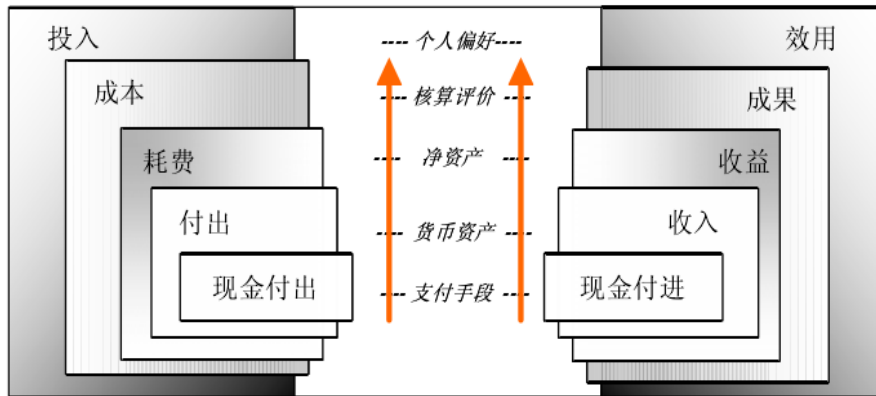 投入
成本
耗费
付出
现金付出
---- 个人偏好----
---- 核算评价----
---- 净资产 ----
---- 货币资产 ----
---- 支付手段 ----
效用
成果
收益
收入
现金付进